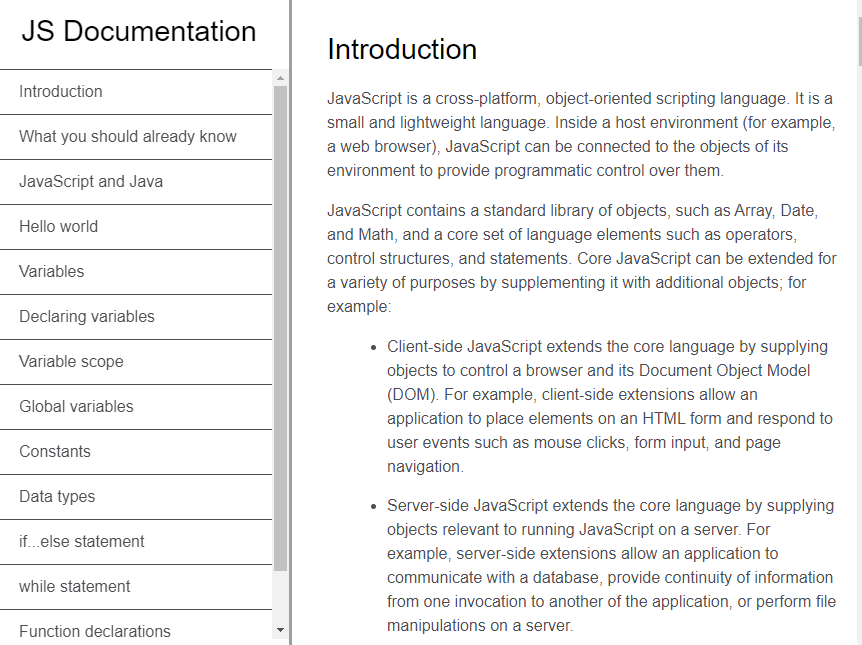 JS Documentation
Introduction
What you should already know
JavaScript and Java
Hello world
Variables
Declaring variables
Variable scope
Global variables
Constants
Data types
if...else statement
while statement
Function declarations
Introduction
JavaScript is a cross-platform, object-oriented scripting language. It is a
small and lightweight language. Inside a host environment (for example,
a web browser), JavaScript can be connected to the objects of its
environment to provide programmatic control over them.
JavaScript contains a standard library of objects, such as Array, Date,
and Math, and a core set of language elements such as operators,
control structures, and statements. Core JavaScript can be extended for
a variety of purposes by supplementing it with additional objects; for
example:
• Client-side JavaScript extends the core language by supplying
objects to control a browser and its Document Object Model
(DOM). For example, client-side extensions allow an
application to place elements on an HTML form and respond to
user events such as mouse clicks, form input, and page
navigation.
• Server-side JavaScript extends the core language by supplying
objects relevant to running JavaScript on a server. For
example, server-side extensions allow an application to
communicate with a database, provide continuity of information
from one invocation to another of the application, or perform file
manipulations on a server.